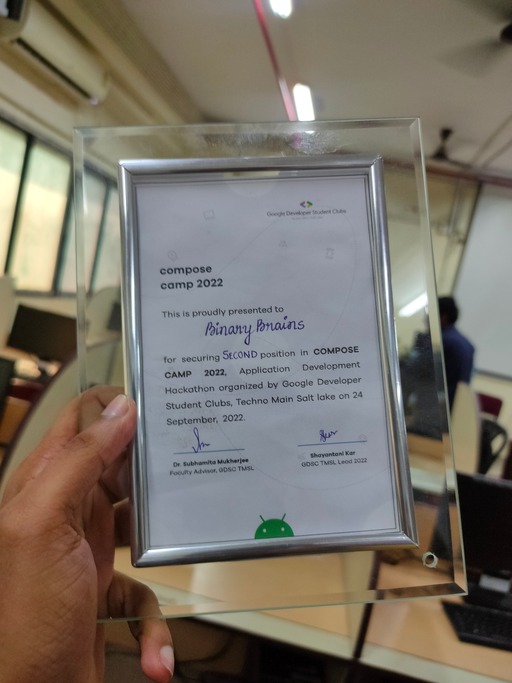 Google Developer Student Clubs
compose
camp 2022
This is proudly presented to
Binary Brains
for securing SECOND position in COMPOSE
CAMP 2022, Application Development
Hackathon organized by Google Developer
Student Clubs, Techno Main Salt lake on 24
September, 2022.
Dr. Subhamita Mukherjee
Faculty Advisor, GDSC TMSL
Shayantani Kar
GDSC TMSL Lead 2022